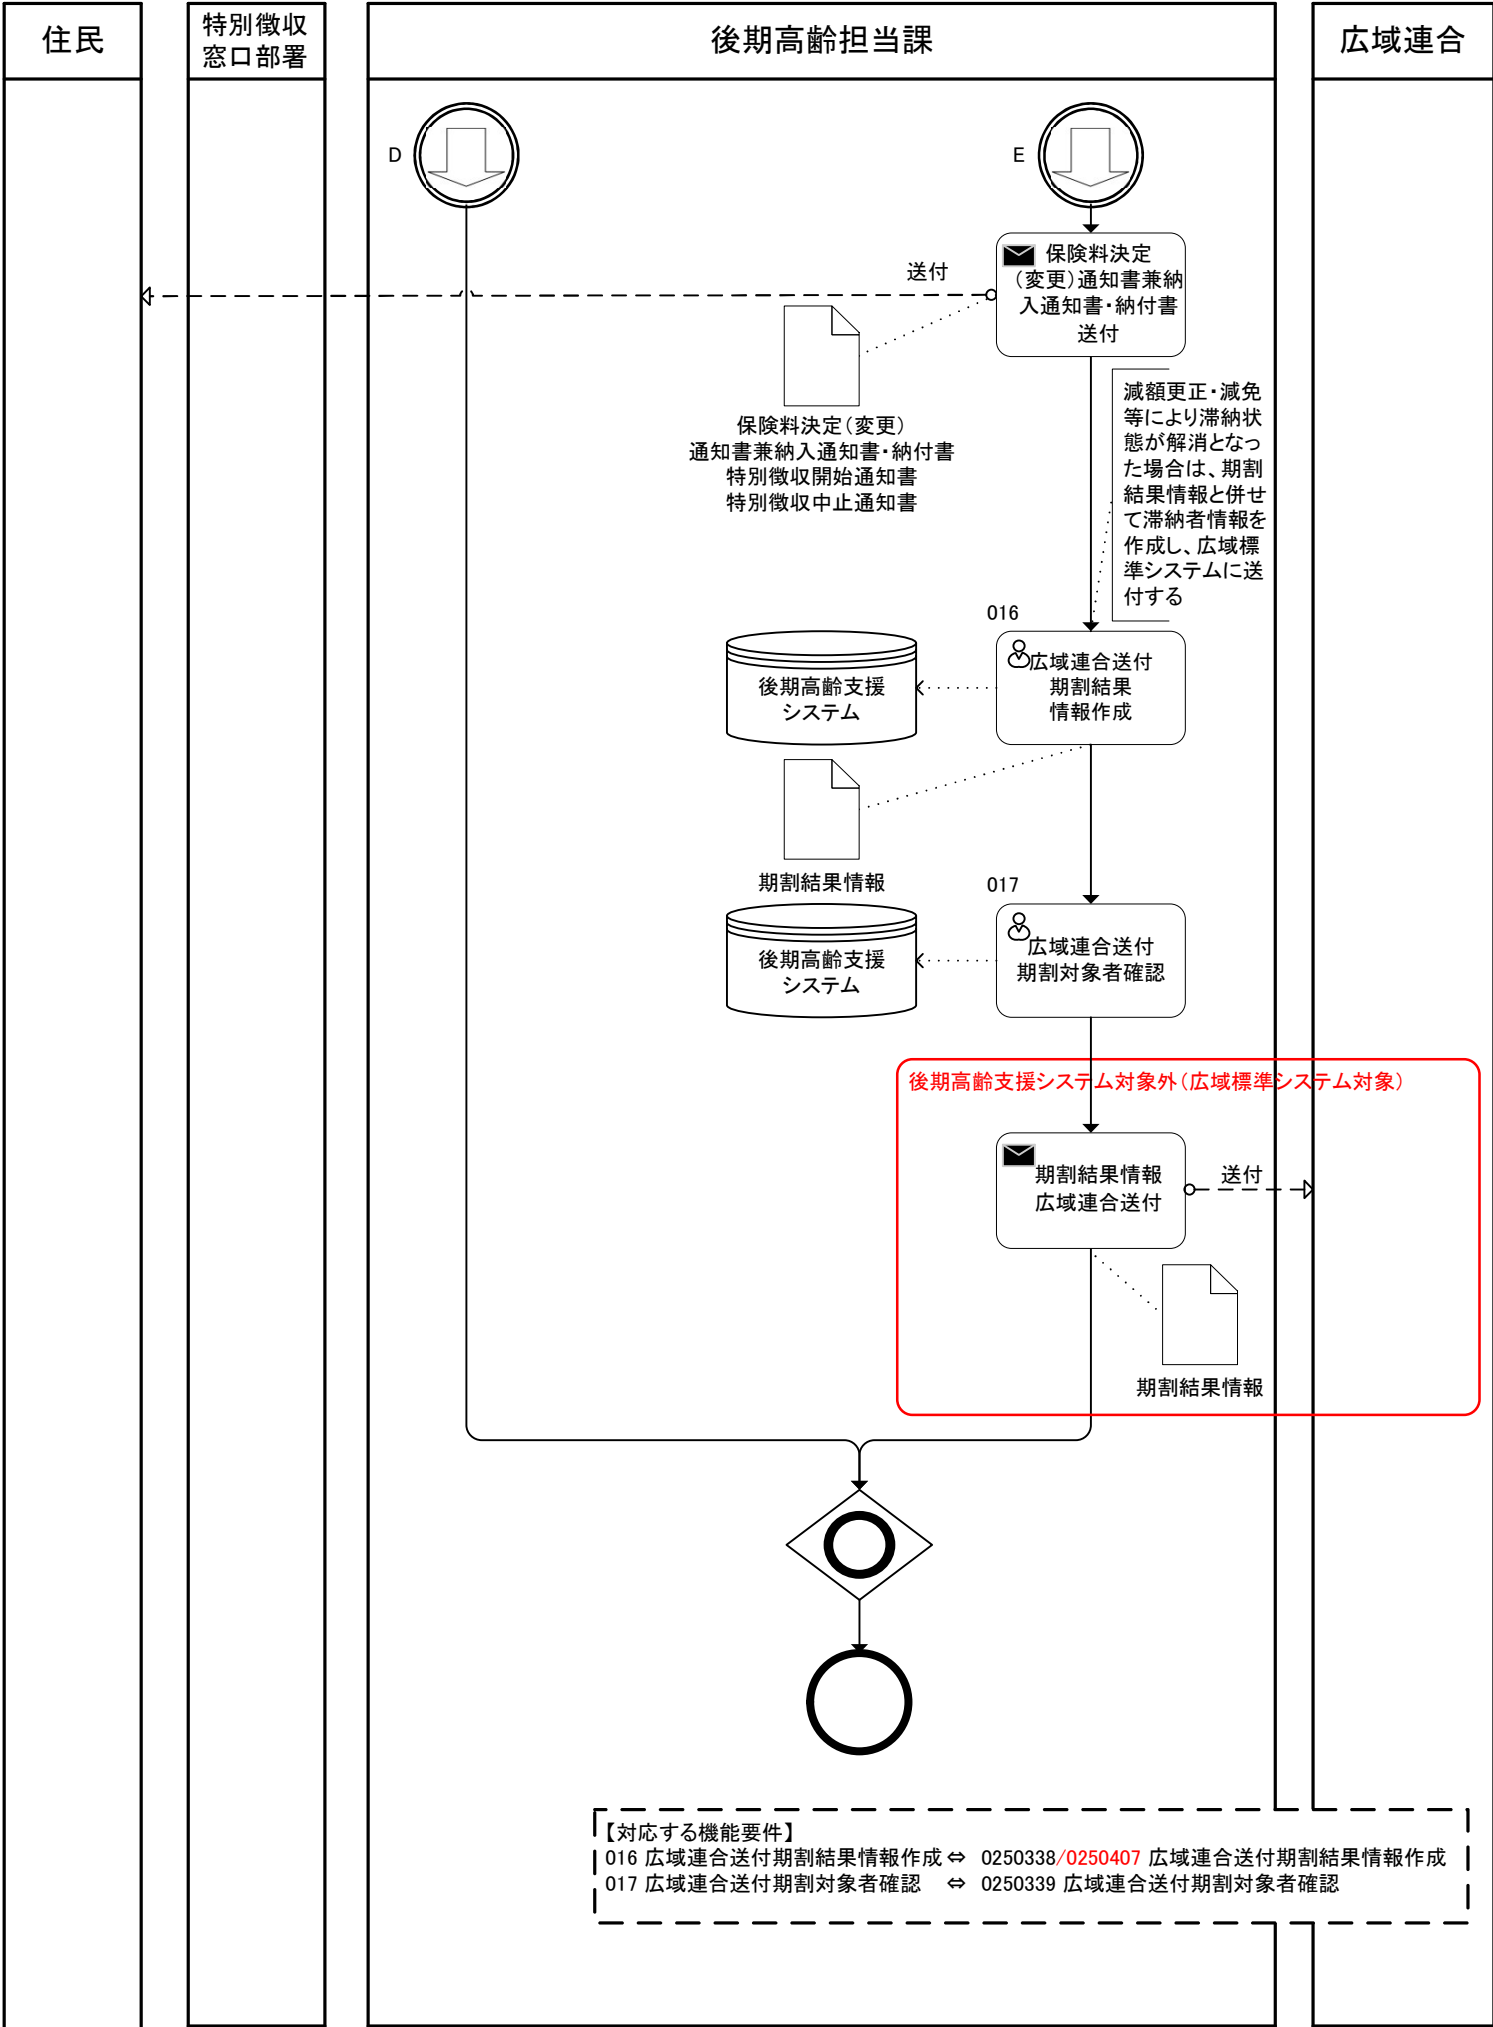 住民
特別徴収
窓口部署
後期高齢担当課
広域連合
D
E
保険料決定
（変更）通知書兼納
入通知書・納付書
送付
送付
保険料決定（変更）
通知書兼納入通知書・納付書
特別徴収開始通知書
特別徴収中止通知書
減額更正・減免
等により滞納状
態が解消となっ
た場合は、期割
結果情報と併せ
て滞納者情報を
作成し、広域標
準システムに送
付する
016
広域連合送付
期割結果
情報作成
後期高齢支援
システム
期割結果情報
017
広域連合送付
期割対象者確認
後期高齢支援
システム
後期高齢支援システム対象外（広域標準システム対象）
期割結果情報
広域連合送付
送付
期割結果情報
【対応する機能要件】
016 広域連合送付期割結果情報作成 ⇔ 0250338/0250407 広域連合送付期割結果情報作成
017 広域連合送付期割対象者確認 ⇔ 0250339 広域連合送付期割対象者確認